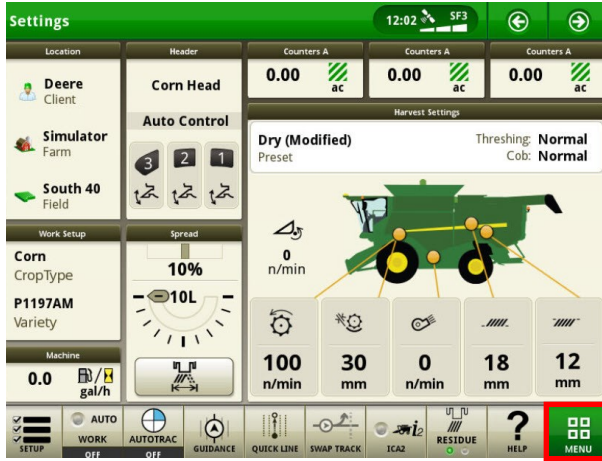 Settings
12:02
SF3
Location
Deere
Client
Simulator
Farm
South 40
Field
Work Setup
Corn
CropType
P1197AM
Variety
Machine
0.0
gal/h
Header
Corn Head
Auto Control
3 2 1
Spread
10%
10L
Counters A
0.00
ac
Counters A
0.00
ac
Counters A
0.00
ac
Harvest Settings
Dry (Modified)
Preset
Threshing: Normal
Cob: Normal
0
n/min
100
n/min
30
mm
0
n/min
18
mm
12
mm
SETUP
AUTO
WORK
OFF
AUTOTRAC
OFF
GUIDANCE
QUICK LINE
SWAP TRACK
i2
ICA2
RESIDUE
?
HELP
MENU